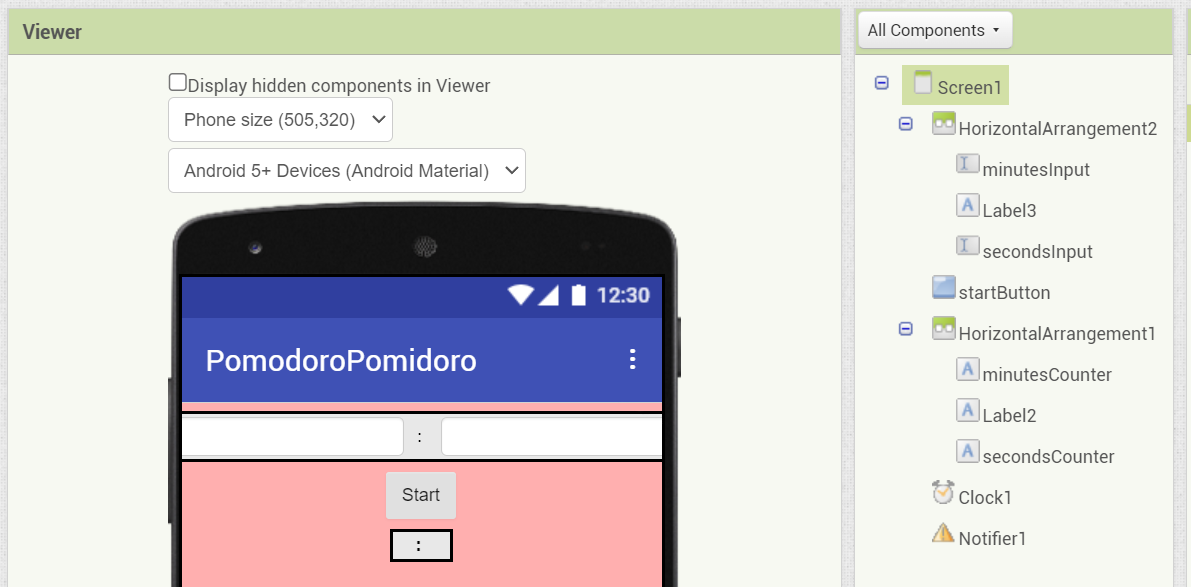 Viewer
Display hidden components in Viewer
Phone size (505,320)
Android 5+ Devices (Android Material)
12:30
PomodoroPomidoro
:
Start
:
All Components
Screen1
HorizontalArrangement2
minutesInput
A Label3
secondsInput
startButton
HorizontalArrangement1
A minutesCounter
A Label2
A secondsCounter
Clock1
Notifier1